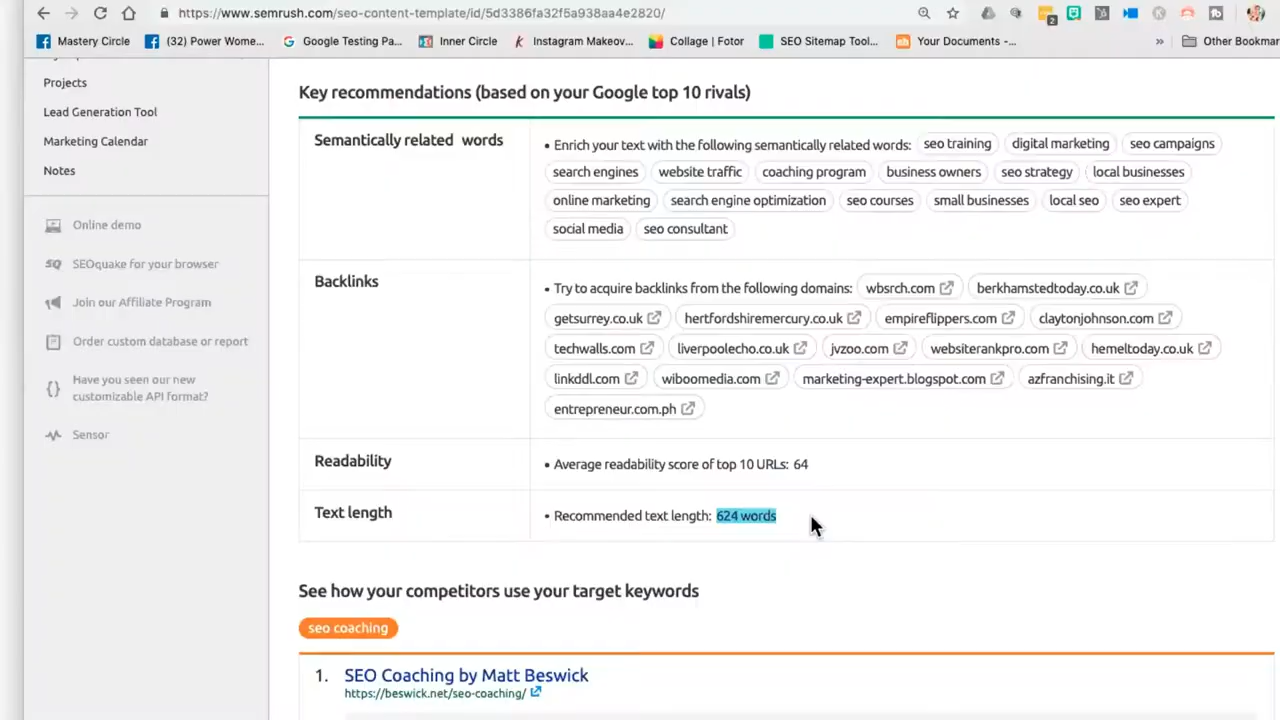 https://www.semrush.com/seo-content-template/id/5d3386fa32f5a938aa4e2820/
2
Mastery Circle (32) Power Wome... Google Testing Pa... Inner Circle Instagram Makeov... Collage | Fotor SEO Sitemap Tool... Your Documents -... » Other Bookmar
Projects
Lead Generation Tool
Marketing Calendar
Notes
Online demo
SEOquake for your browser
Join our Affiliate Program
Order custom database or report
Have you seen our new
customizable API format?
Sensor
Key recommendations (based on your Google top 10 rivals)
Semantically related words
• Enrich your text with the following semantically related words: seo training digital marketing seo campaigns
search engines website traffic coaching program business owners seo strategy local businesses
online marketing search engine optimization seo courses small businesses local seo seo expert
social media seo consultant
Backlinks
• Try to acquire backlinks from the following domains: wbsrch.com berkhamstedtoday.co.uk
getsurrey.co.uk hertfordshiremercury.co.uk empireflippers.com claytonjohnson.com
techwalls.com liverpoolecho.co.uk jvzoo.com websiterankpro.com hemeltoday.co.uk
linkddl.com wiboomedia.com marketing-expert.blogspot.com azfranchising.it
entrepreneur.com.ph
Readability
• Average readability score of top 10 URLs: 64
Text length
• Recommended text length: 624 words
See how your competitors use your target keywords
seo coaching
1. SEO Coaching by Matt Beswick
https://beswick.net/seo-coaching/